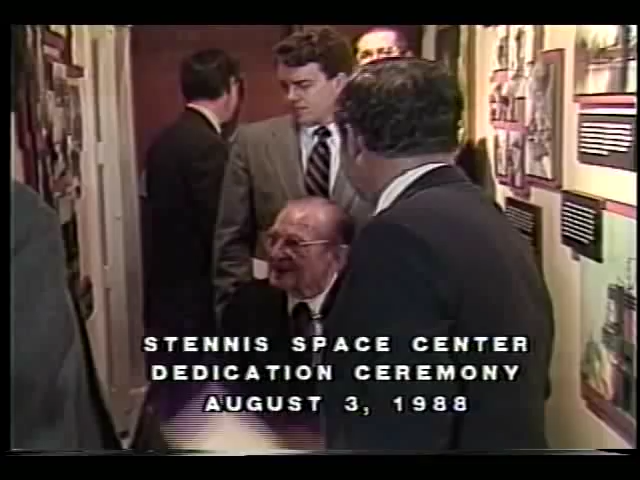 STENNIS SPACE CENTER
DEDICATION CEREMONY
AUGUST 3, 1988